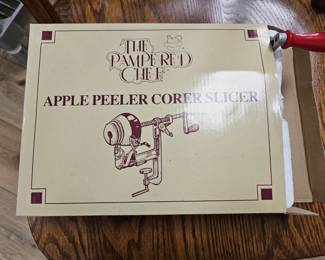 THE
PAMPERED
CHEF
APPLE PEELER CORER SLICER